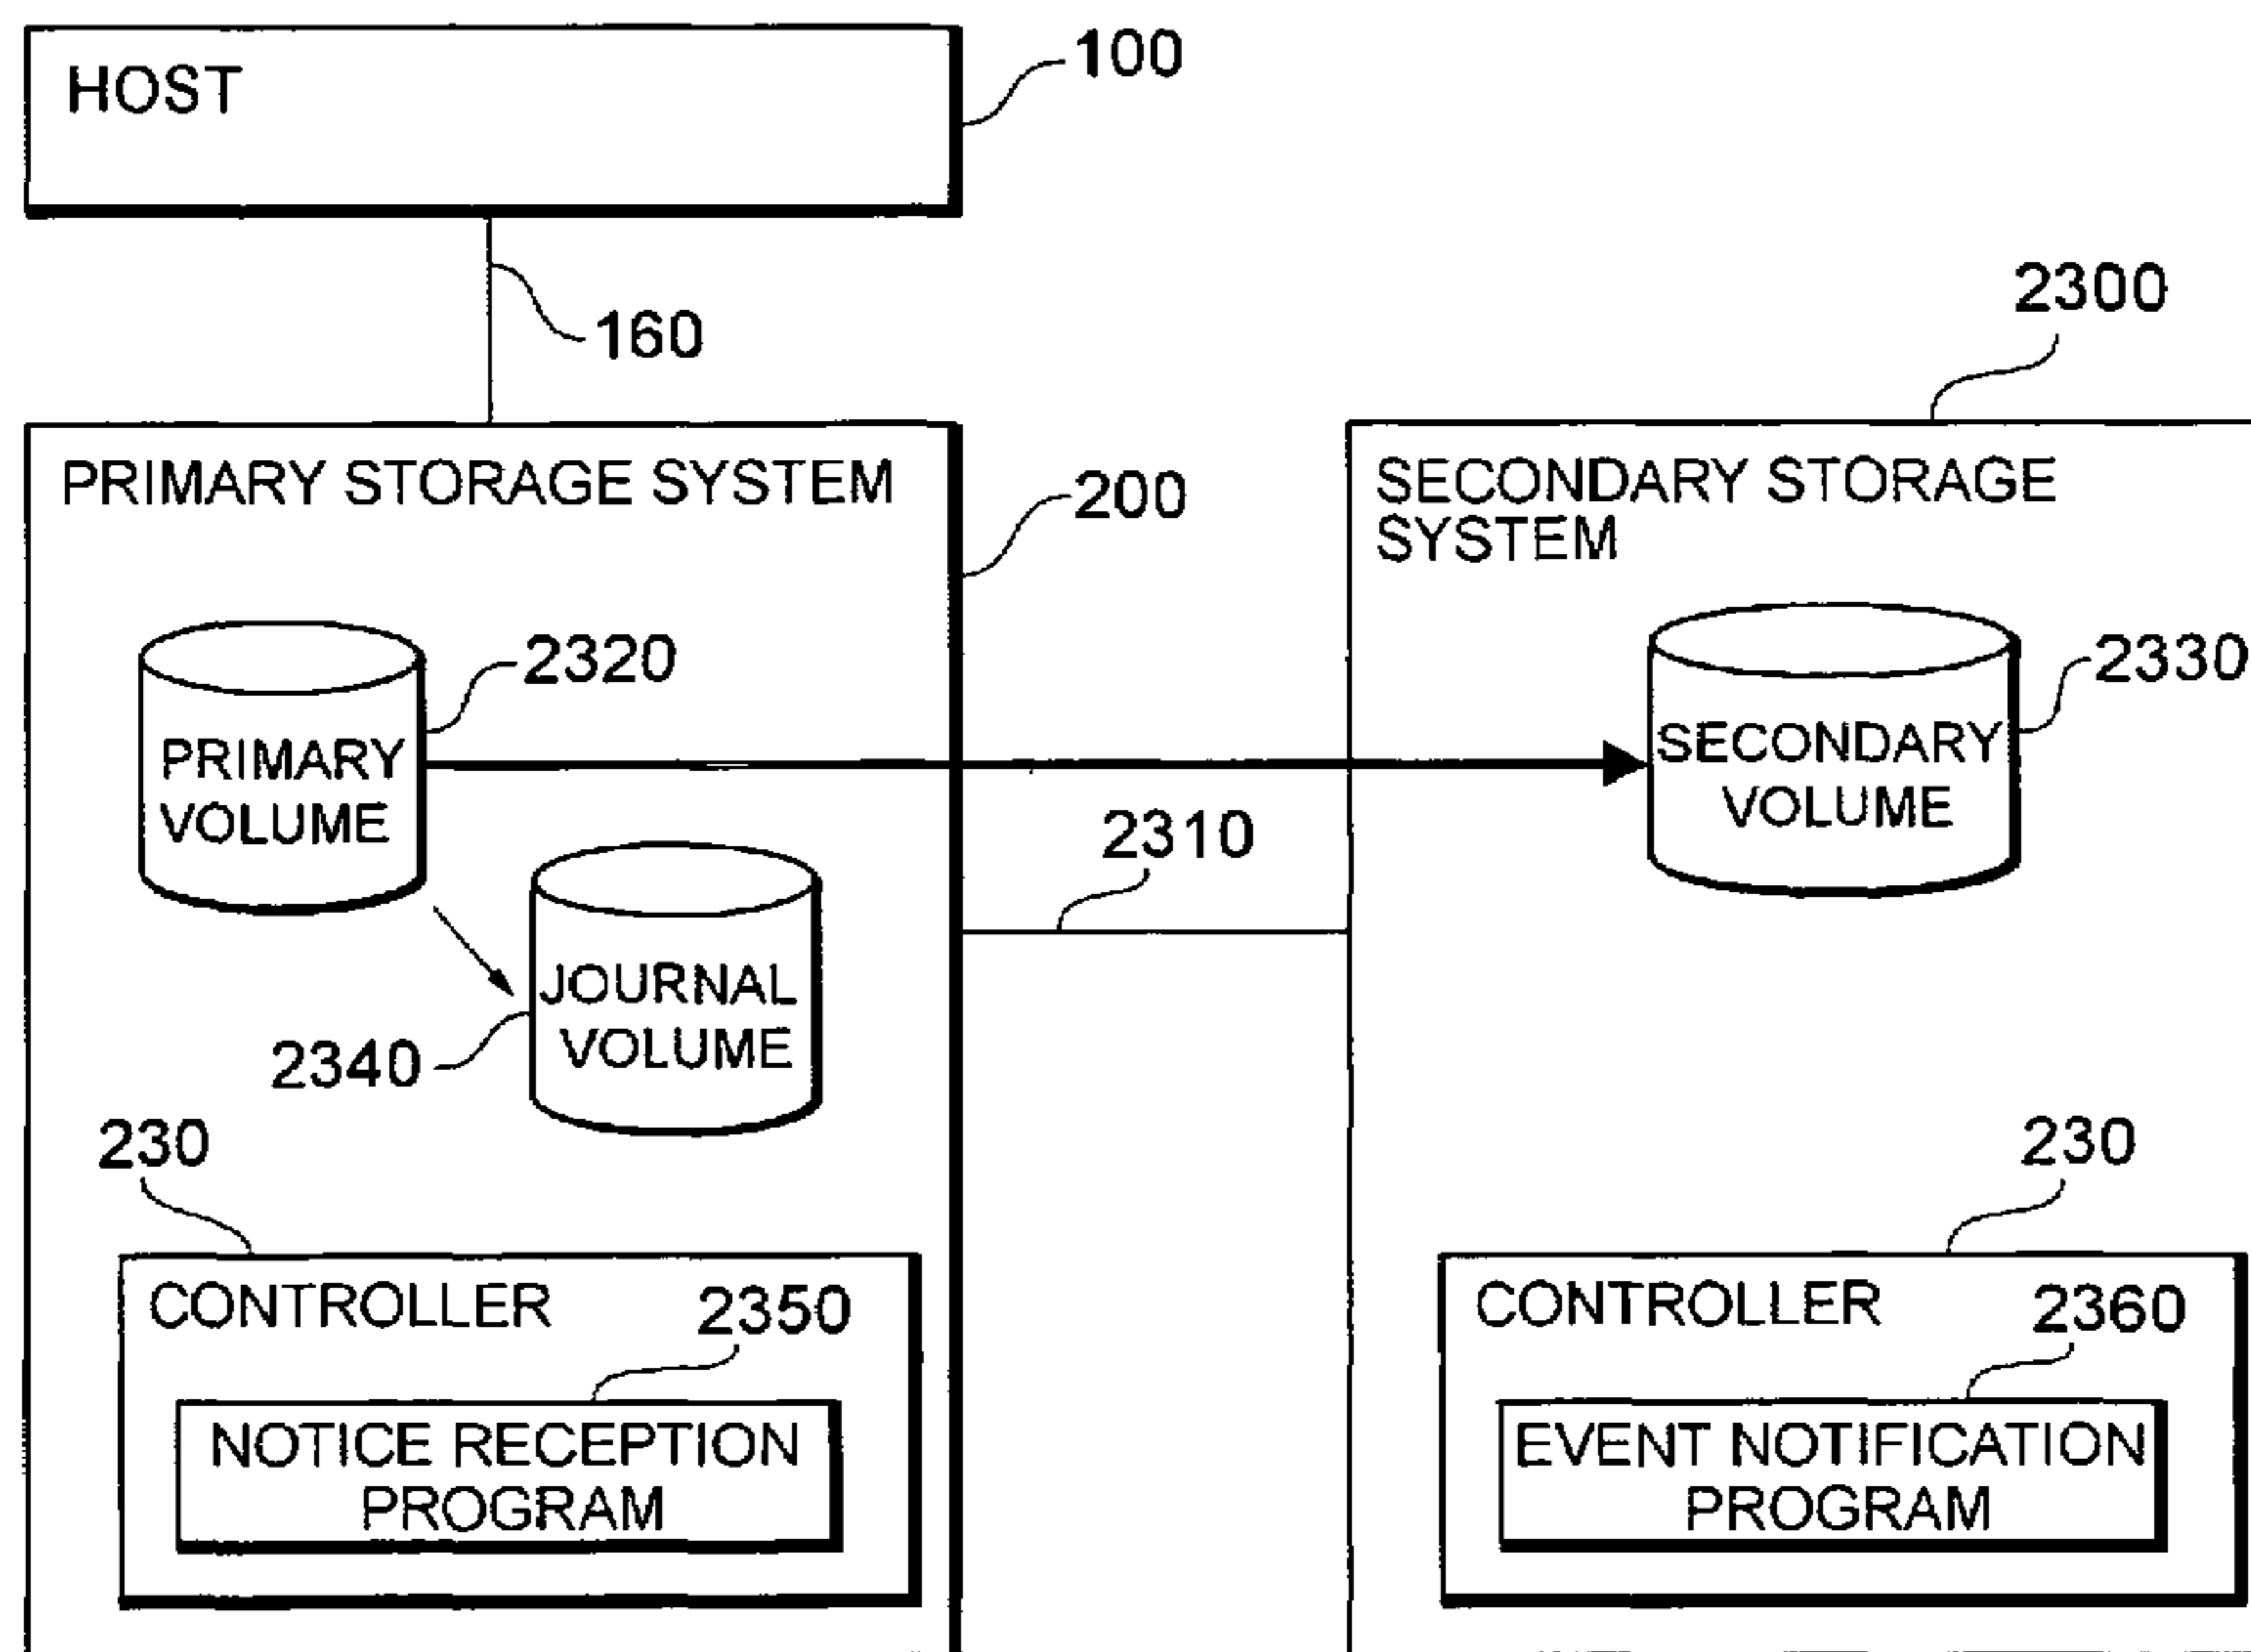 HOST
100
160
2300
PRIMARY STORAGE SYSTEM
200
SECONDARY STORAGE
SYSTEM
2320
PRIMARY
VOLUME
2330
SECONDARY
VOLUME
2310
JOURNAL
VOLUME
2340
230
CONTROLLER
2350
NOTICE RECEPTION
PROGRAM
230
CONTROLLER
2360
EVENT NOTIFICATION
PROGRAM